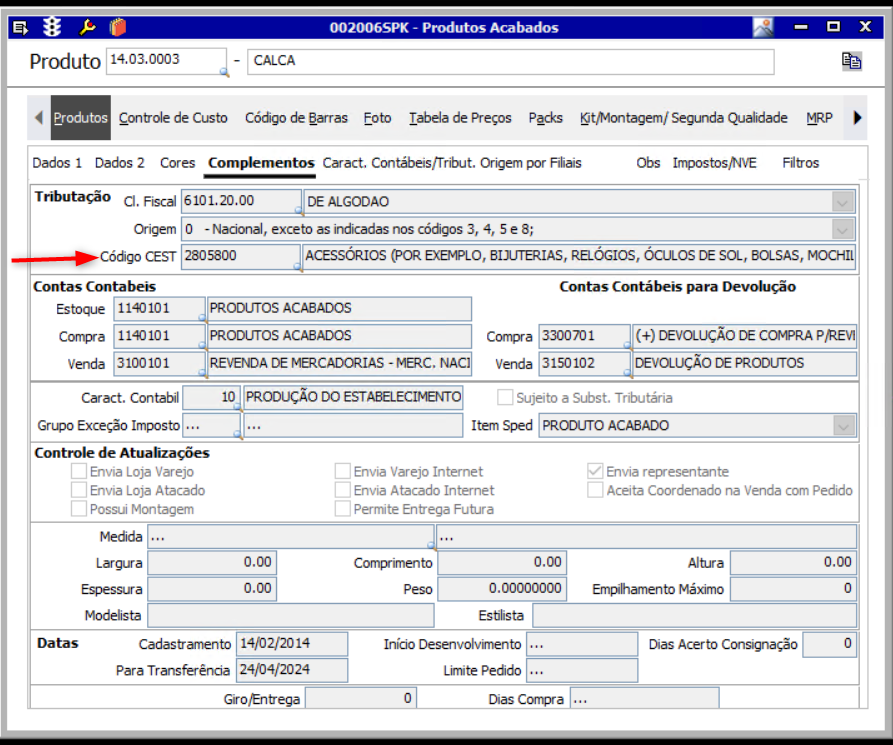 002006SPK - Produtos Acabados
Produto 14.03.0003 - CALCA
Produtos Controle de Custo Código de Barras Foto Tabela de Preços Packs Kit/Montagem/ Segunda Qualidade MRP
Dados 1 Dados 2 Cores Complementos Caract. Contábeis/Tribut. Origem por Filiais Obs Impostos/NVE Filtros
Tributação Cl. Fiscal 6101.20.00 DE ALGODAO
Origem 0 - Nacional, exceto as indicadas nos códigos 3, 4, 5 e 8;
Código CEST 2805800 ACESSÓRIOS (POR EXEMPLO, BIJUTERIAS, RELÓGIOS, ÓCULOS DE SOL, BOLSAS, MOCHIL
Contas Contabeis Contas Contábeis para Devolução
Estoque 1140101 PRODUTOS ACABADOS
Compra 1140101 PRODUTOS ACABADOS Compra 3300701 (+) DEVOLUÇÃO DE COMPRA P/REVE
Venda 3100101 REVENDA DE MERCADORIAS - MERC. NACI Venda 3150102 DEVOLUÇÃO DE PRODUTOS
Caract. Contabil 10 PRODUÇÃO DO ESTABELECIMENTO Sujeito a Subst. Tributária
Grupo Exceção Imposto ... ... Item Sped PRODUTO ACABADO
Controle de Atualizações
Envia Loja Varejo Envia Varejo Internet Envia representante
Envia Loja Atacado Envia Atacado Internet Aceita Coordenado na Venda com Pedido
Possui Montagem Permite Entrega Futura
Medida ... ...
Largura 0.00 Comprimento 0.00 Altura 0.00
Espessura 0.00 Peso 0.00000000 Empilhamento Máximo 0
Modelista Estilista
Datas Cadastramento 14/02/2014 Início Desenvolvimento ... Dias Acerto Consignação 0
Para Transferência 24/04/2024 Limite Pedido ...
Giro/Entrega 0 Dias Compra ...